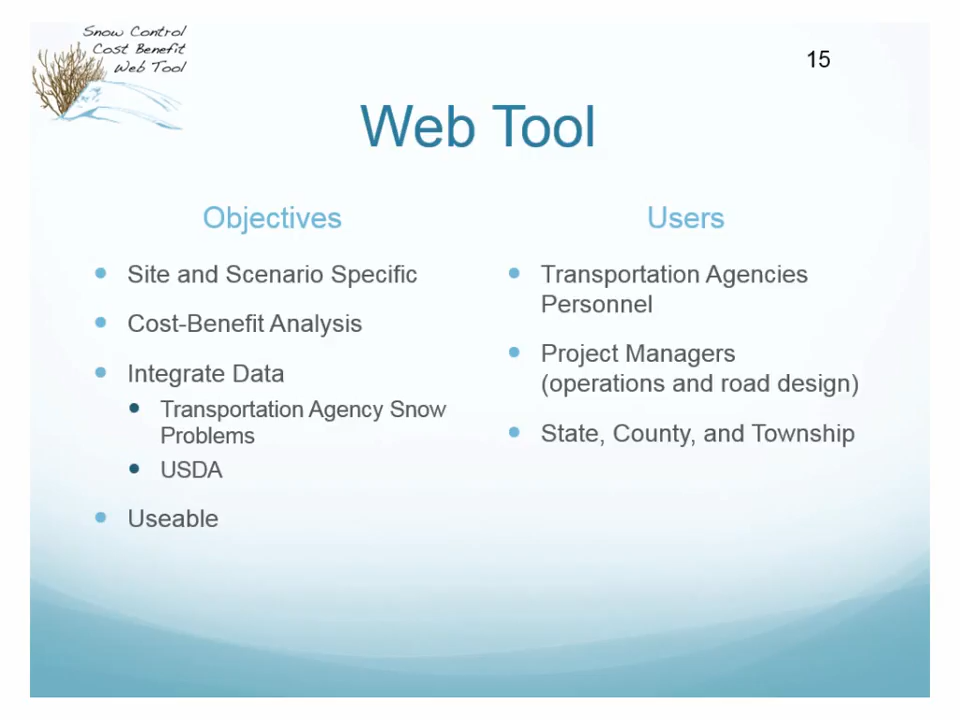 Snow Control
Cost Benefit
Web Tool
15
Web Tool
Objectives
Site and Scenario Specific
Cost-Benefit Analysis
Integrate Data
Transportation Agency Snow
Problems
USDA
Useable
Users
Transportation Agencies
Personnel
Project Managers
(operations and road design)
State, County, and Township